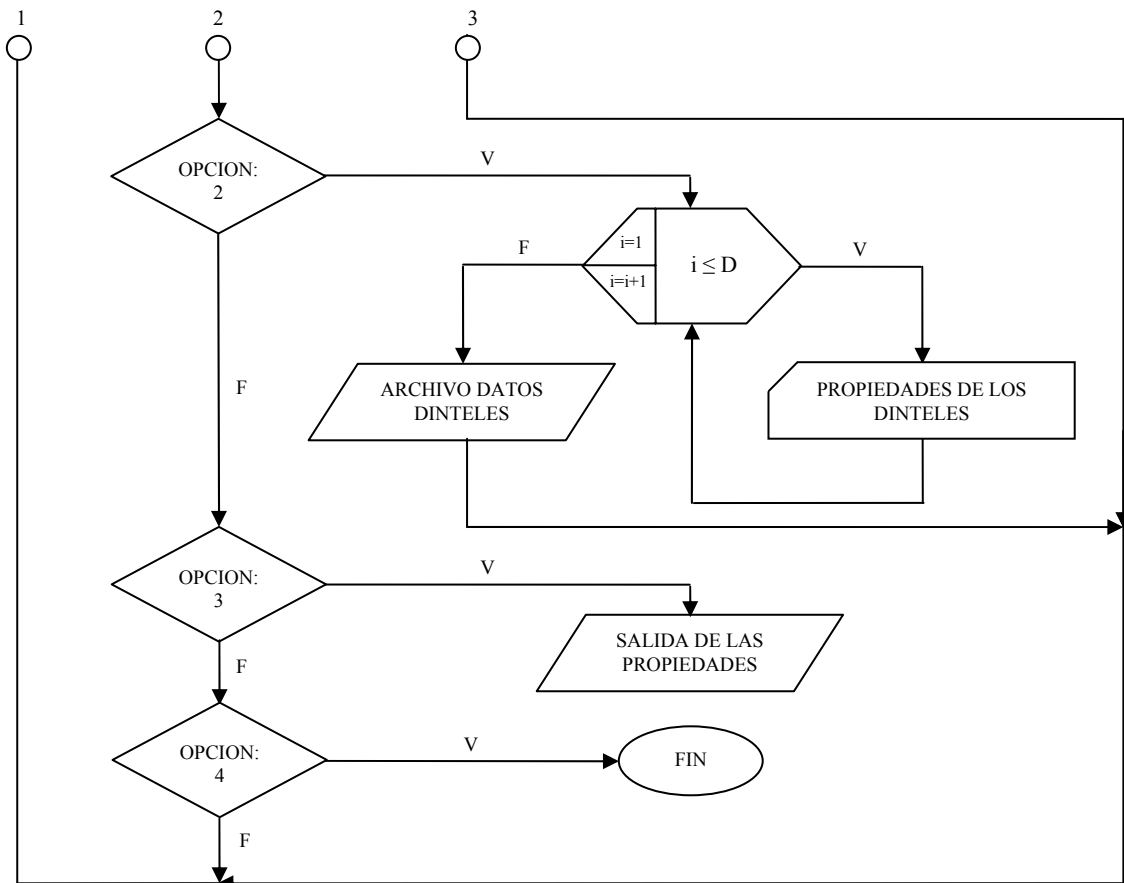 1
2
3
OPCION:
2
V
i=1
i=i+1
i ≤ D
F
V
ARCHIVO DATOS
DINTELES
PROPIEDADES DE LOS
DINTELES
F
OPCION:
3
V
SALIDA DE LAS
PROPIEDADES
F
OPCION:
4
V
FIN
F